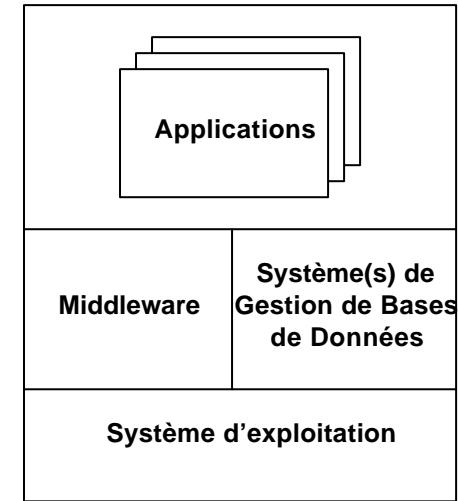 Applications
Middleware
Système(s) de
Gestion de Bases
de Données
Système d'exploitation